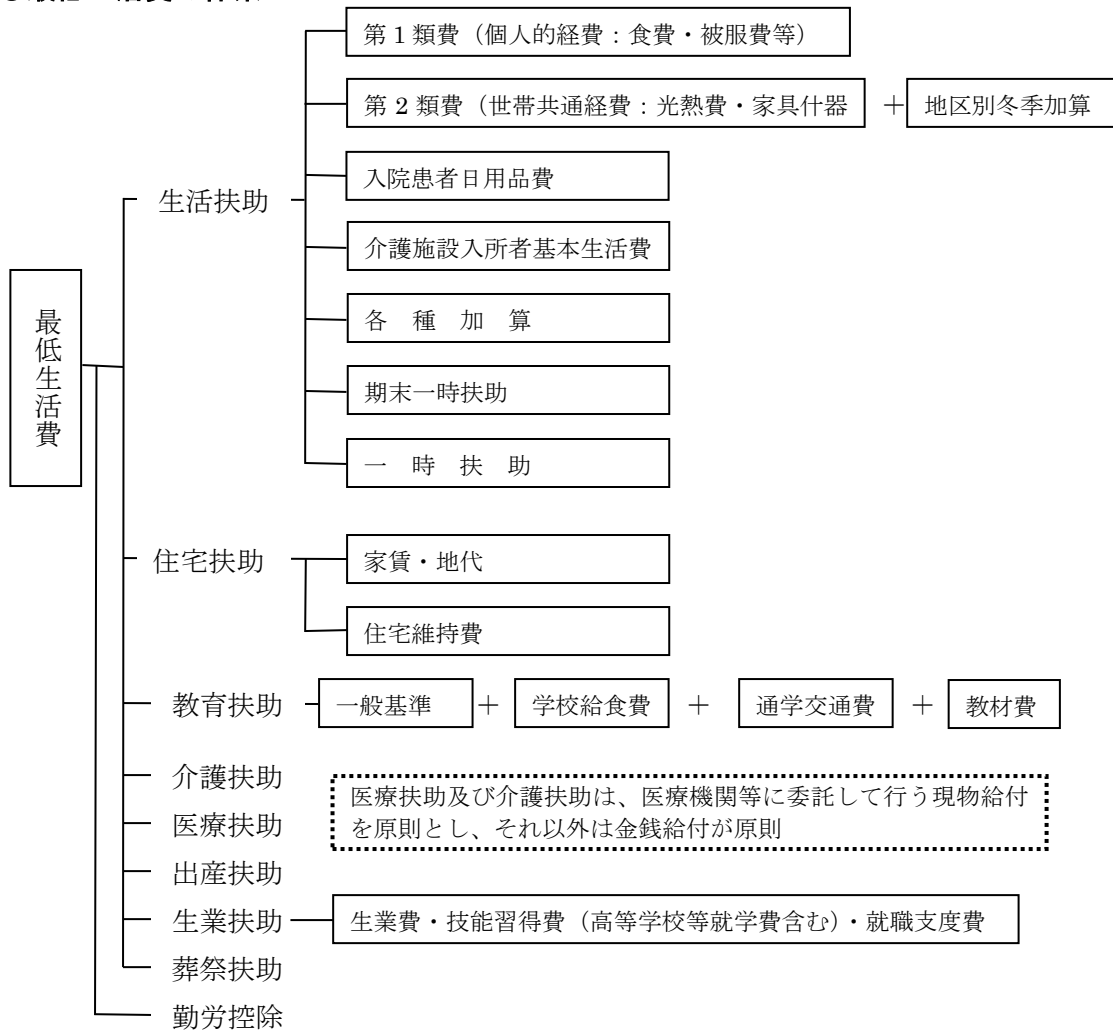 第1類費（個人的経費：食費・被服費等）
第2類費（世帯共通経費：光熱費・家具什器 ＋ 地区別冬季加算
入院患者日用品費
生活扶助
介護施設入所者基本生活費
最低生活費
各種加算
期末一時扶助
一時扶助
住宅扶助
家賃・地代
住宅維持費
教育扶助 一般基準 ＋ 学校給食費 ＋ 通学交通費 ＋ 教材費
介護扶助
医療扶助及び介護扶助は、医療機関等に委託して行う現物給付
を原則とし、それ以外は金銭給付が原則
医療扶助
出産扶助
生業扶助 生業費・技能習得費（高等学校等就学費含む）・就職支度費
葬祭扶助
勤労控除